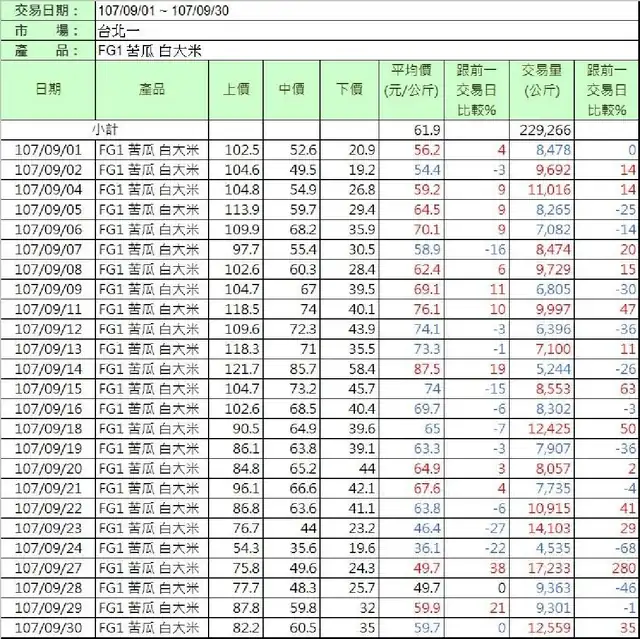 交易日期： 107/09/01 ~ 107/09/30
市 場： 台北一
產 品： FG1 苦瓜 白大米
日期 產品 上價 中價 下價 平均價(元/公斤) 跟前一交易日比較% 交易量(公斤) 跟前一交易日比較%
小計 61.9 229,266
107/09/01 FG1 苦瓜 白大米 102.5 52.6 20.9 56.2 4 8,478 0
107/09/02 FG1 苦瓜 白大米 104.6 49.5 19.2 54.4 -3 9,692 14
107/09/04 FG1 苦瓜 白大米 104.8 54.9 26.8 59.2 9 11,016 14
107/09/05 FG1 苦瓜 白大米 113.9 59.7 29.4 64.5 9 8,265 -25
107/09/06 FG1 苦瓜 白大米 109.9 68.2 35.9 70.1 9 7,082 -14
107/09/07 FG1 苦瓜 白大米 97.7 55.4 30.5 58.9 -16 8,474 20
107/09/08 FG1 苦瓜 白大米 102.6 60.3 28.4 62.4 6 9,729 15
107/09/09 FG1 苦瓜 白大米 104.7 67 39.5 69.1 11 6,805 -30
107/09/11 FG1 苦瓜 白大米 118.5 74 40.1 76.1 10 9,997 47
107/09/12 FG1 苦瓜 白大米 109.6 72.3 43.9 74.1 -3 6,396 -36
107/09/13 FG1 苦瓜 白大米 118.3 71 35.5 73.3 -1 7,100 11
107/09/14 FG1 苦瓜 白大米 121.7 85.7 58.4 87.5 19 5,244 -26
107/09/15 FG1 苦瓜 白大米 104.7 73.2 45.7 74 -15 8,553 63
107/09/16 FG1 苦瓜 白大米 102.6 68.5 40.4 69.7 -6 8,302 -3
107/09/18 FG1 苦瓜 白大米 90.5 64.9 39.6 65 -7 12,425 50
107/09/19 FG1 苦瓜 白大米 86.1 63.8 39.1 63.3 -3 7,907 -36
107/09/20 FG1 苦瓜 白大米 84.8 65.2 44 64.9 3 8,057 2
107/09/21 FG1 苦瓜 白大米 96.1 66.6 42.1 67.6 4 7,735 -4
107/09/22 FG1 苦瓜 白大米 86.8 63.6 41.1 63.8 -6 10,915 41
107/09/23 FG1 苦瓜 白大米 76.7 44 23.2 46.4 -27 14,103 29
107/09/24 FG1 苦瓜 白大米 54.3 35.6 19.6 36.1 -22 4,535 -68
107/09/27 FG1 苦瓜 白大米 75.8 49.6 24.3 49.7 38 17,233 280
107/09/28 FG1 苦瓜 白大米 77.7 48.3 25.7 49.7 0 9,363 -46
107/09/29 FG1 苦瓜 白大米 87.8 59.8 32 59.9 21 9,301 -1
107/09/30 FG1 苦瓜 白大米 82.2 60.5 35 59.7 0 12,559 35